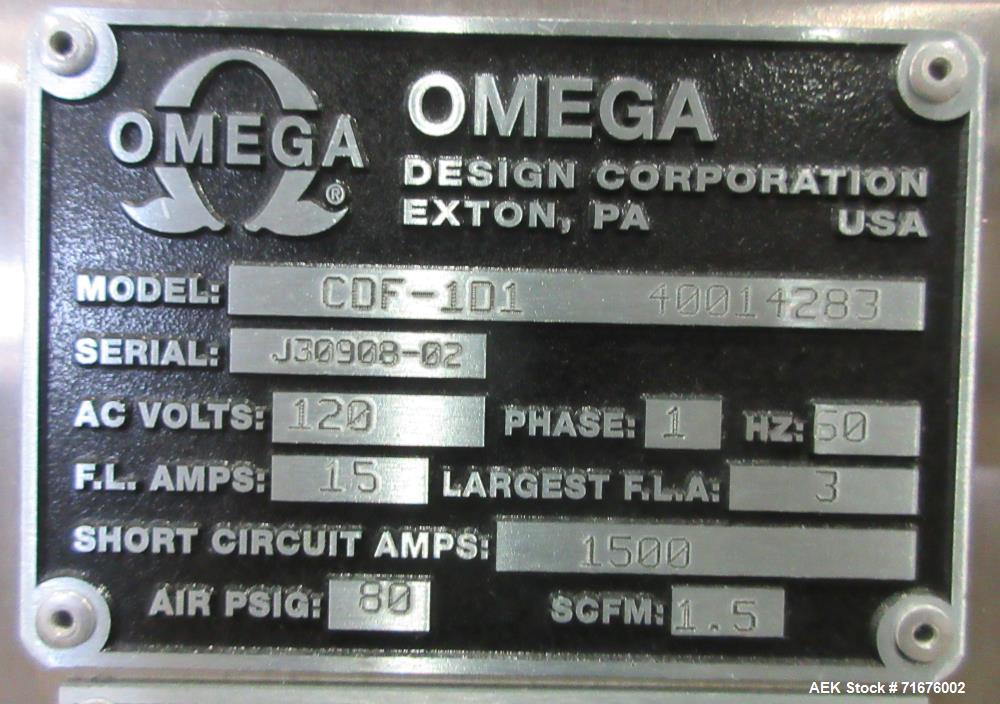 OMEGA ®
OMEGA
DESIGN CORPORATION
EXTON, PA USA
MODEL: CDF-1D1 40014283
SERIAL: J30908-02
AC VOLTS: 120 PHASE: 1 HZ: 60
F.L. AMPS: 15 LARGEST F.L.A: 3
SHORT CIRCUIT AMPS: 1500
AIR PSIG: 80 SCFM: 1.5
AEK Stock # 71676002